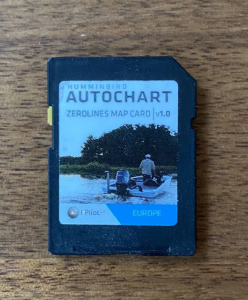 HUMMINBIRD
AUTOCHART
ZEROLINES MAP CARD | v1.0
i Pilot
EUROPE